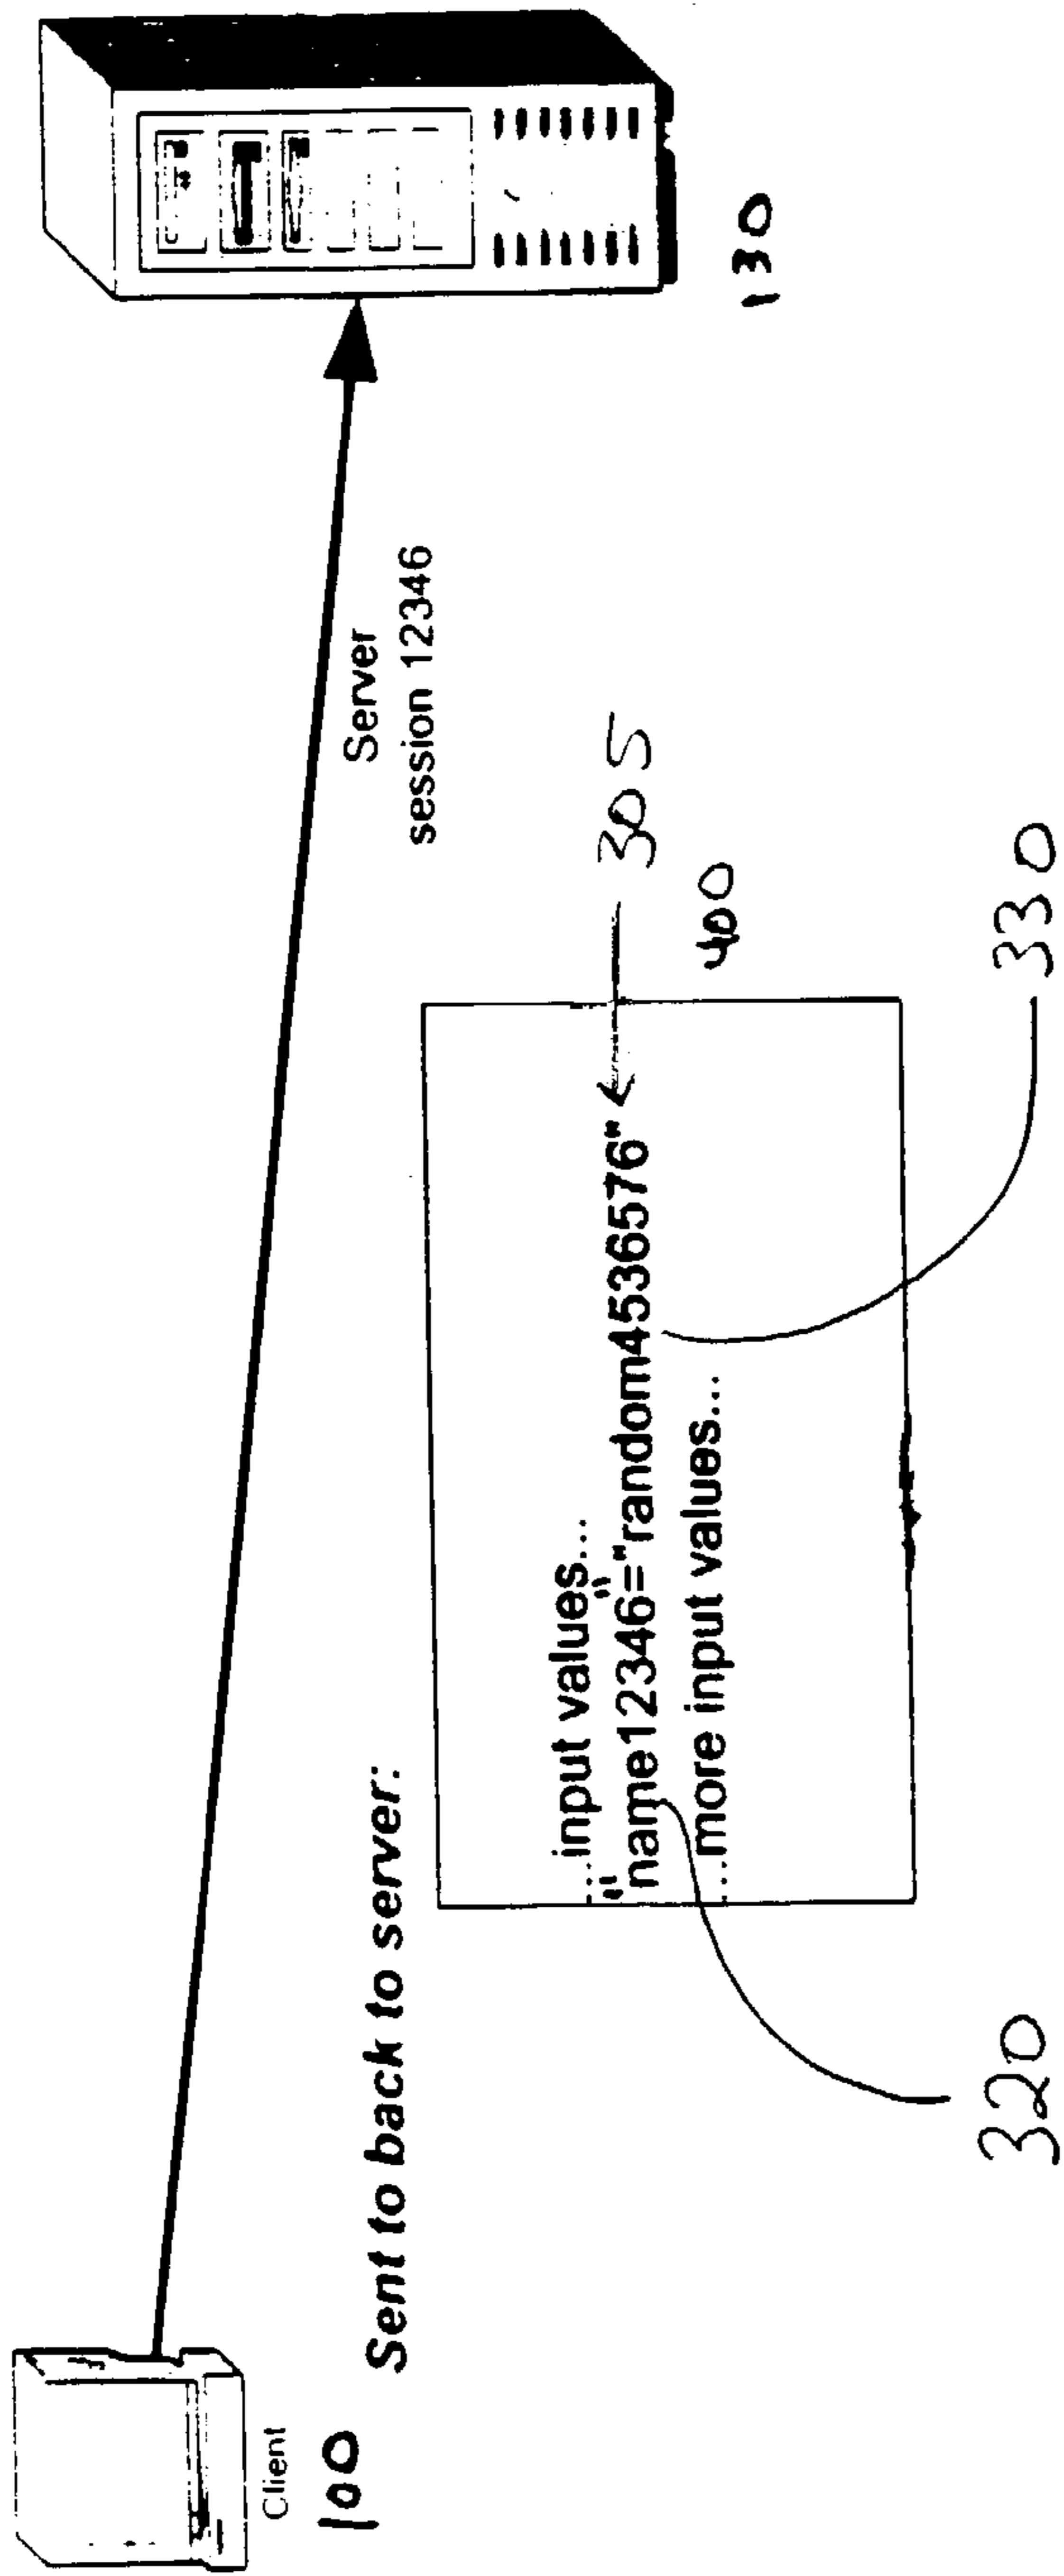 Client
100
Sent to back to server:
Server
session 12346
130
...input values...
"name12346"="random4536576"
...more input values...
305
400
320
330